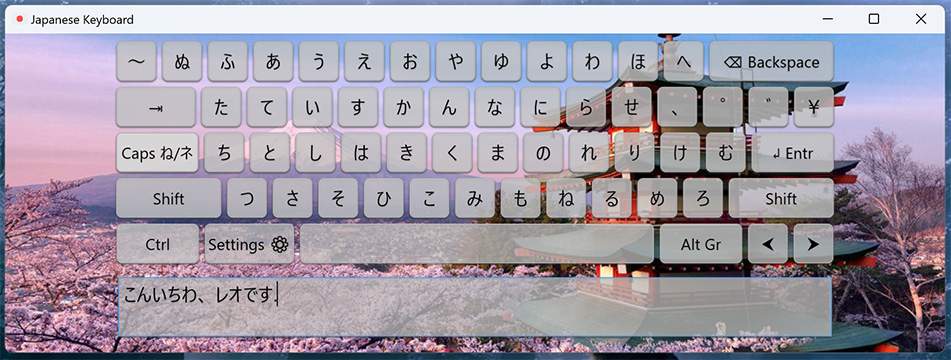 Japanese Keyboard
〜 ぬ ふ あ う え お や ゆ よ わ ほ へ ⌫ Backspace
⇥ た て い す か ん な に ら せ 、 ゜ ゛ ¥
Caps ね/ネ ち と し は き く ま の れ り け む ↲ Entr
Shift つ さ そ ひ こ み も ね る め ろ Shift
Ctrl Settings Alt Gr ⮜ ⮞
こんいちわ、レオです